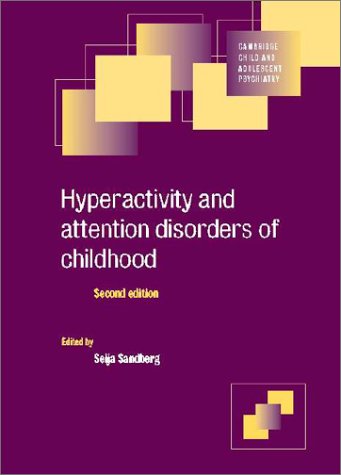 CAMBRIDGE
CHILD AND
ADOLESCENT
PSYCHIATRY
Hyperactivity and
attention disorders of
childhood
Second edition
Edited by
Seija Sandberg